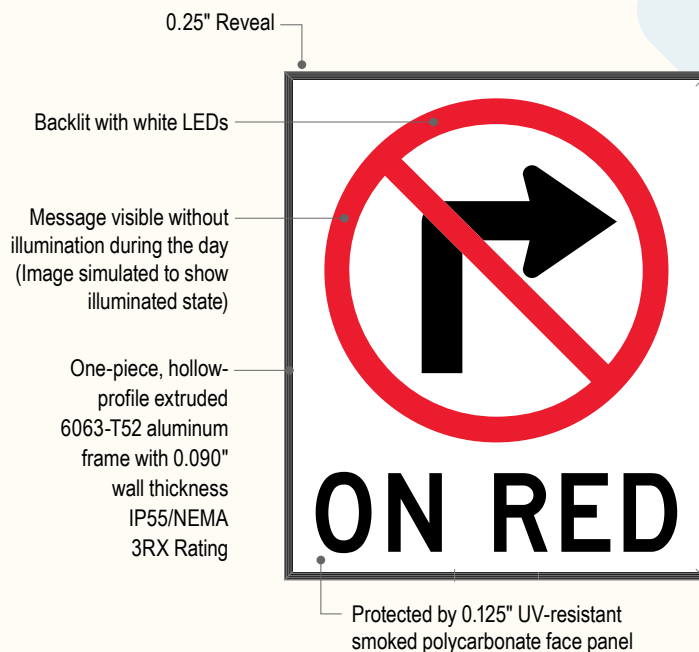 0.25" Reveal
Backlit with white LEDs
Message visible without
illumination during the day
(Image simulated to show
illuminated state)
One-piece, hollow-
profile extruded
6063-T52 aluminum
frame with 0.090"
wall thickness
IP55/NEMA
3RX Rating
ON RED
Protected by 0.125" UV-resistant
smoked polycarbonate face panel